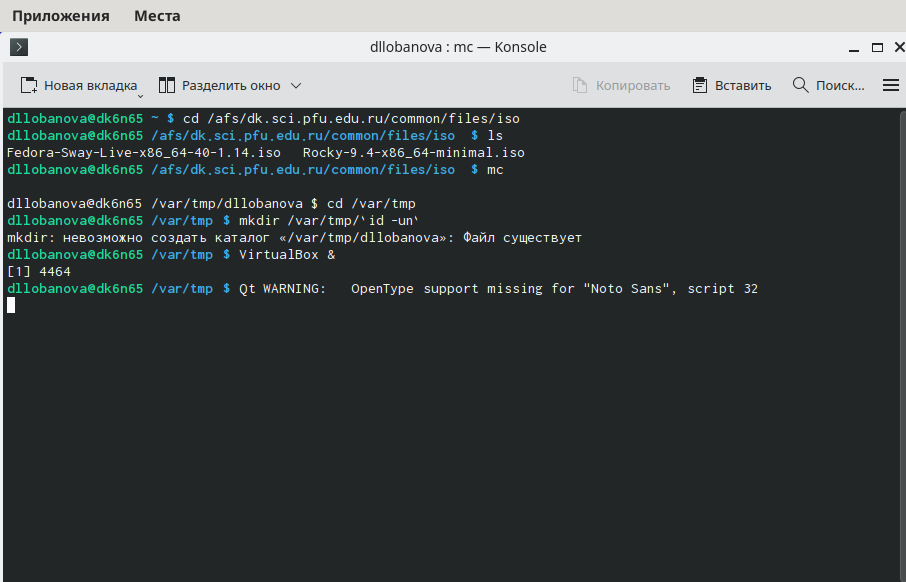 Приложения Места
dllobanova : mc — Konsole
Новая вкладка Разделить окно Копировать Вставить Поиск...
dllobanova@dk6n65 ~ $ cd /afs/dk.sci.pfu.edu.ru/common/files/iso
dllobanova@dk6n65 /afs/dk.sci.pfu.edu.ru/common/files/iso $ ls
Fedora-Sway-Live-x86_64-40-1.14.iso Rocky-9.4-x86_64-minimal.iso
dllobanova@dk6n65 /afs/dk.sci.pfu.edu.ru/common/files/iso $ mc
dllobanova@dk6n65 /var/tmp/dllobanova $ cd /var/tmp
dllobanova@dk6n65 /var/tmp $ mkdir /var/tmp/`id -un`
mkdir: невозможно создать каталог «/var/tmp/dllobanova»: Файл существует
dllobanova@dk6n65 /var/tmp $ VirtualBox &
[1] 4464
dllobanova@dk6n65 /var/tmp $ Qt WARNING: OpenType support missing for "Noto Sans", script 32